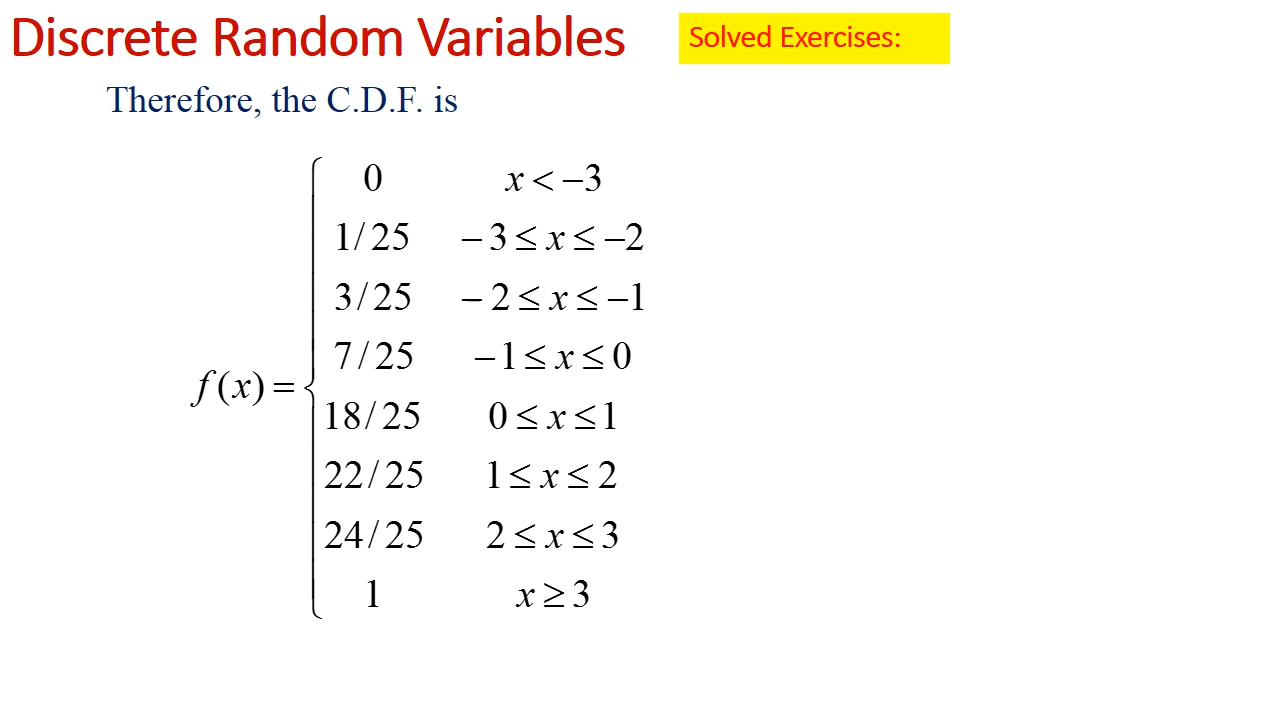 Discrete Random Variables
Solved Exercises:
Therefore, the C.D.F. is
0 x < −3
1/25 −3 ≤ x ≤ −2
3/25 −2 ≤ x ≤ −1
7/25 −1 ≤ x ≤ 0
f(x) =
18/25 0 ≤ x ≤ 1
22/25 1 ≤ x ≤ 2
24/25 2 ≤ x ≤ 3
1 x ≥ 3